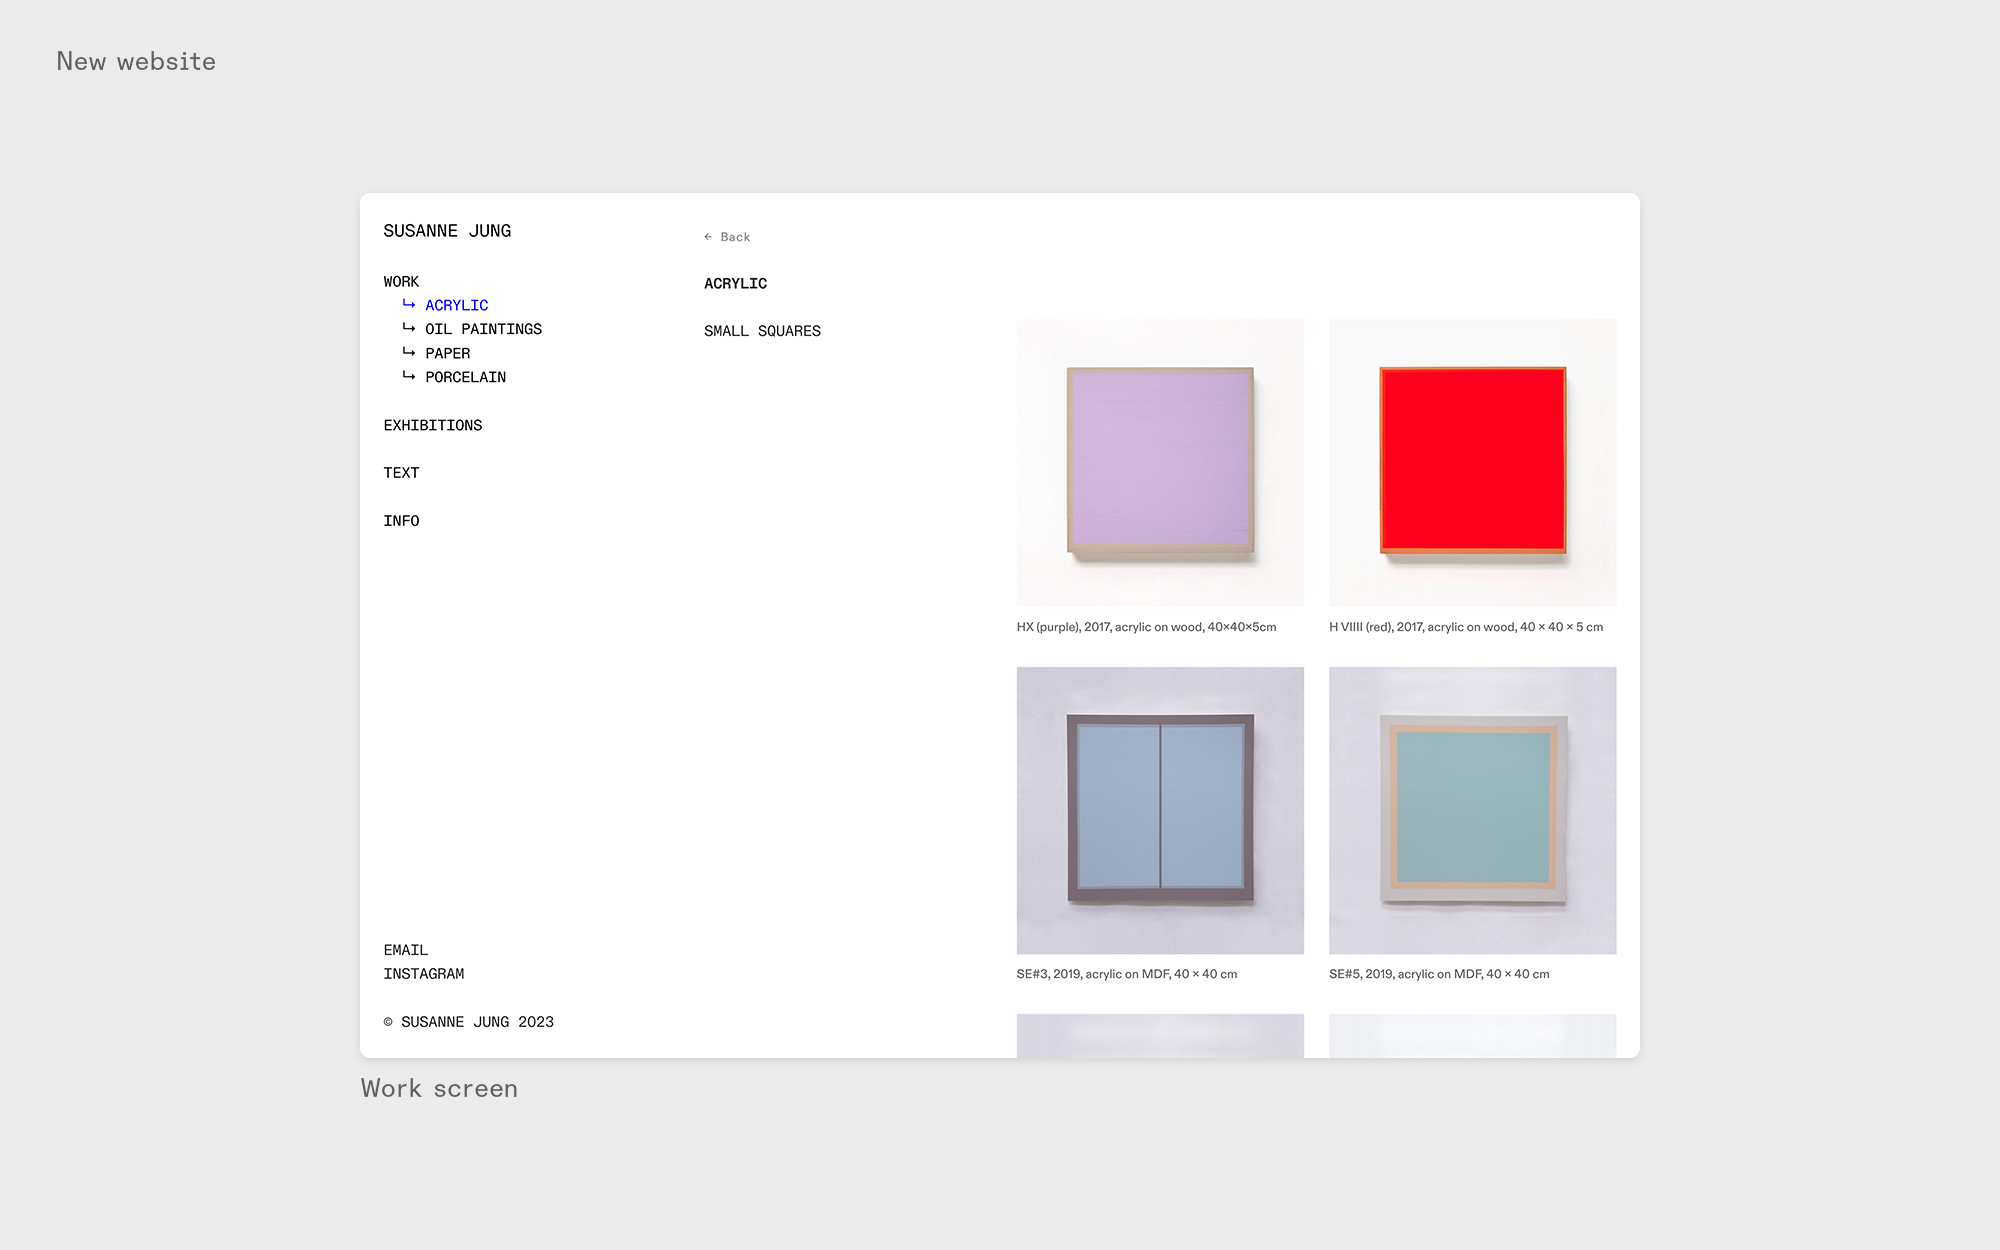 New website
SUSANNE JUNG
WORK
↳ ACRYLIC
↳ OIL PAINTINGS
↳ PAPER
↳ PORCELAIN
EXHIBITIONS
TEXT
INFO
EMAIL
INSTAGRAM
© SUSANNE JUNG 2023
← Back
ACRYLIC
SMALL SQUARES
HX (purple), 2017, acrylic on wood, 40×40×5cm
H VIIII (red), 2017, acrylic on wood, 40 × 40 × 5 cm
SE#3, 2019, acrylic on MDF, 40 × 40 cm
SE#5, 2019, acrylic on MDF, 40 × 40 cm
Work screen